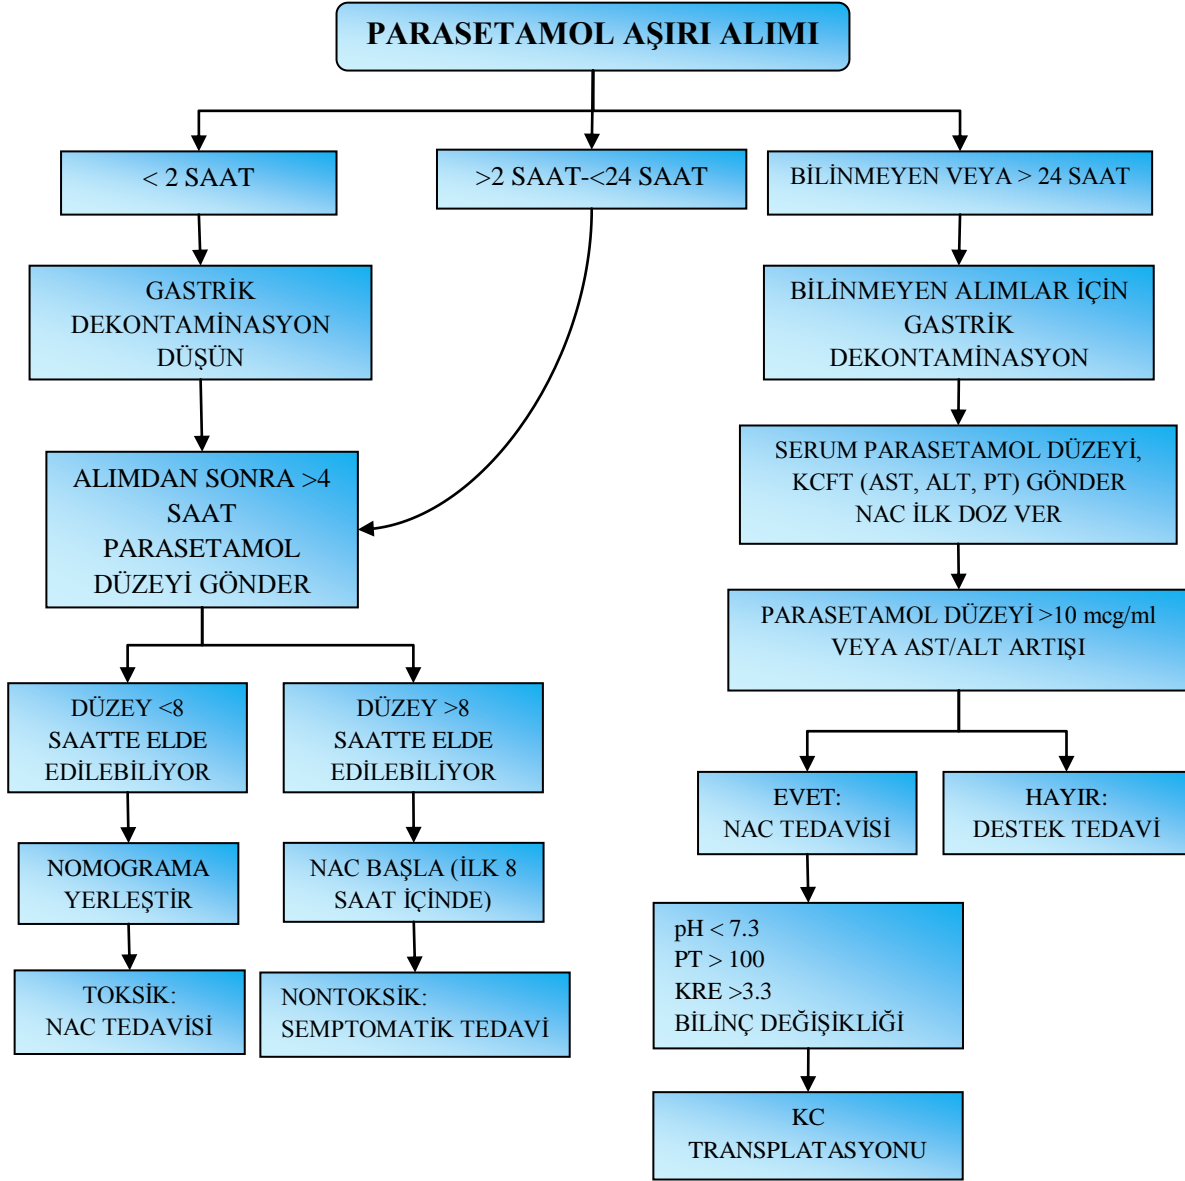 PARASETAMOL AŞIRI ALIMI
< 2 SAAT
>2 SAAT-<24 SAAT
BİLİNMEYEN VEYA > 24 SAAT
GASTRİK
DEKONTAMİNASYON
DÜŞÜN
BİLİNMEYEN ALIMLAR İÇİN
GASTRİK
DEKONTAMİNASYON
ALIMDAN SONRA >4
SAAT
PARASETAMOL
DÜZEYİ GÖNDER
SERUM PARASETAMOL DÜZEYİ,
KCFT (AST, ALT, PT) GÖNDER
NAC İLK DOZ VER
PARASETAMOL DÜZEYİ >10 mcg/ml
VEYA AST/ALT ARTIŞI
DÜZEY <8
SAATTE ELDE
EDİLEBİLİYOR
DÜZEY >8
SAATTE ELDE
EDİLEBİLİYOR
EVET:
NAC TEDAVİSİ
HAYIR:
DESTEK TEDAVİ
NOMOGRAMA
YERLEŞTİR
NAC BAŞLA (İLK 8
SAAT İÇİNDE)
pH < 7.3
PT > 100
KRE >3.3
BİLİNÇ DEĞİŞİKLİĞİ
TOKSİK:
NAC TEDAVİSİ
NONTOKSİK:
SEMPTOMATİK TEDAVİ
KC
TRANSPLATASYONU